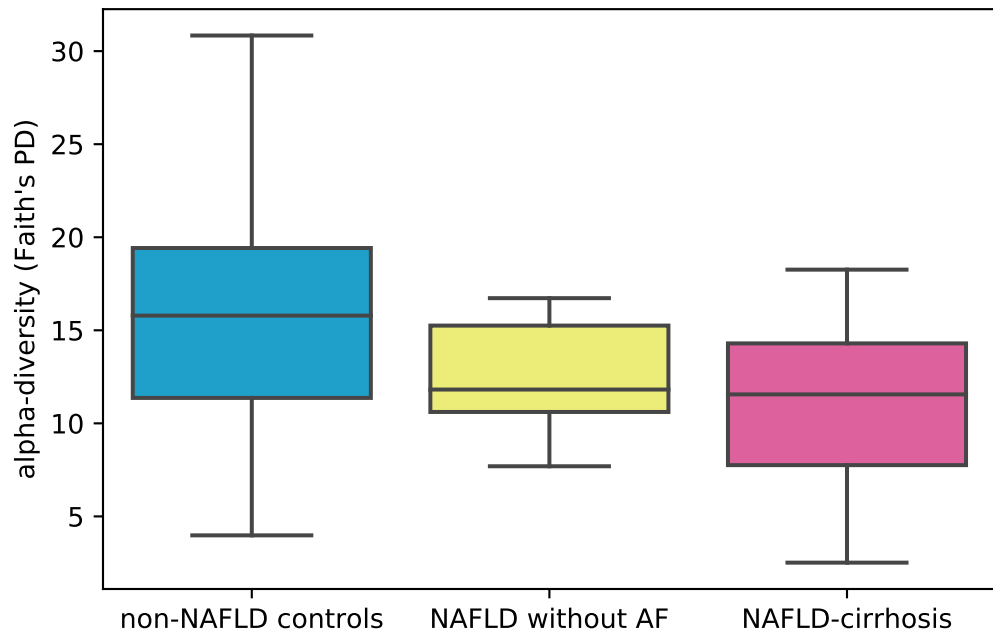 alpha-diversity (Faith's PD)
30
25
20
15
10
5
non-NAFLD controls
NAFLD without AF
NAFLD-cirrhosis